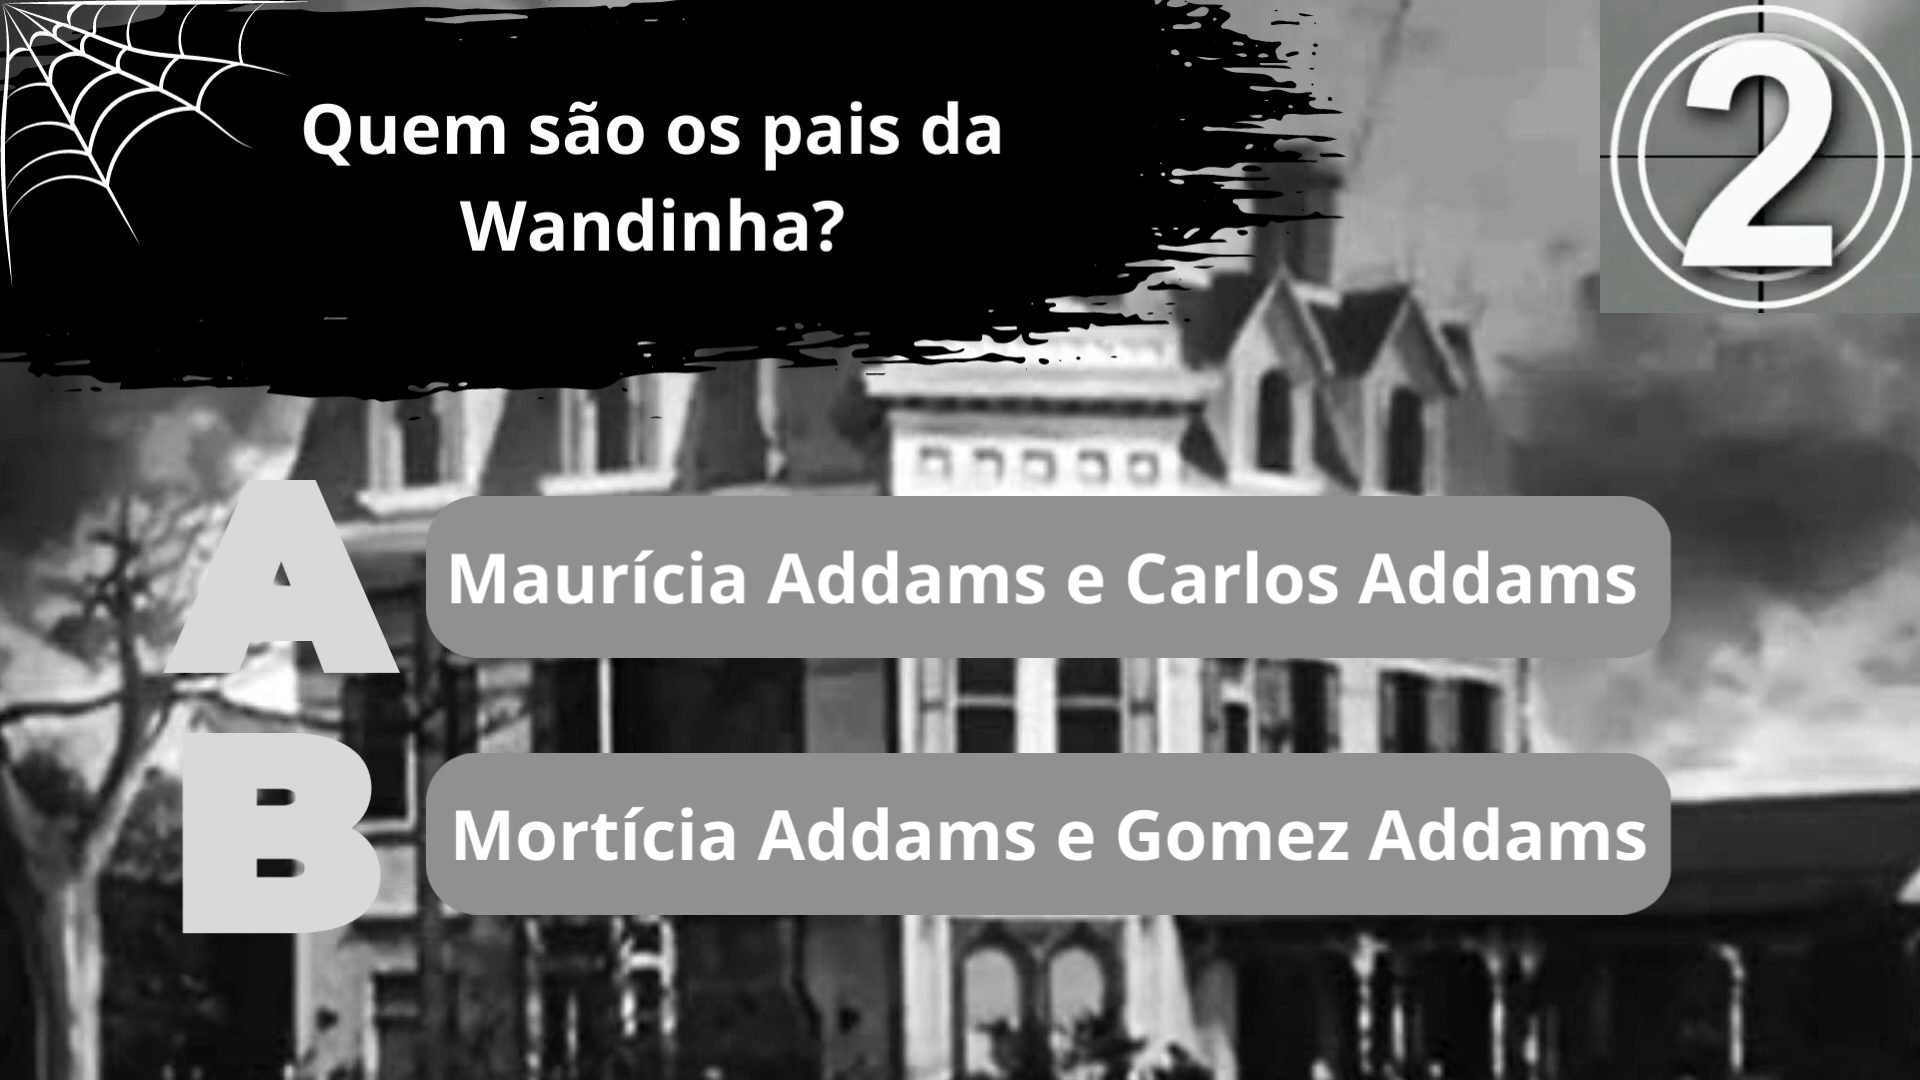 Quem são os pais da
Wandinha?
2
A
Maurícia Addams e Carlos Addams
B
Mortícia Addams e Gomez Addams